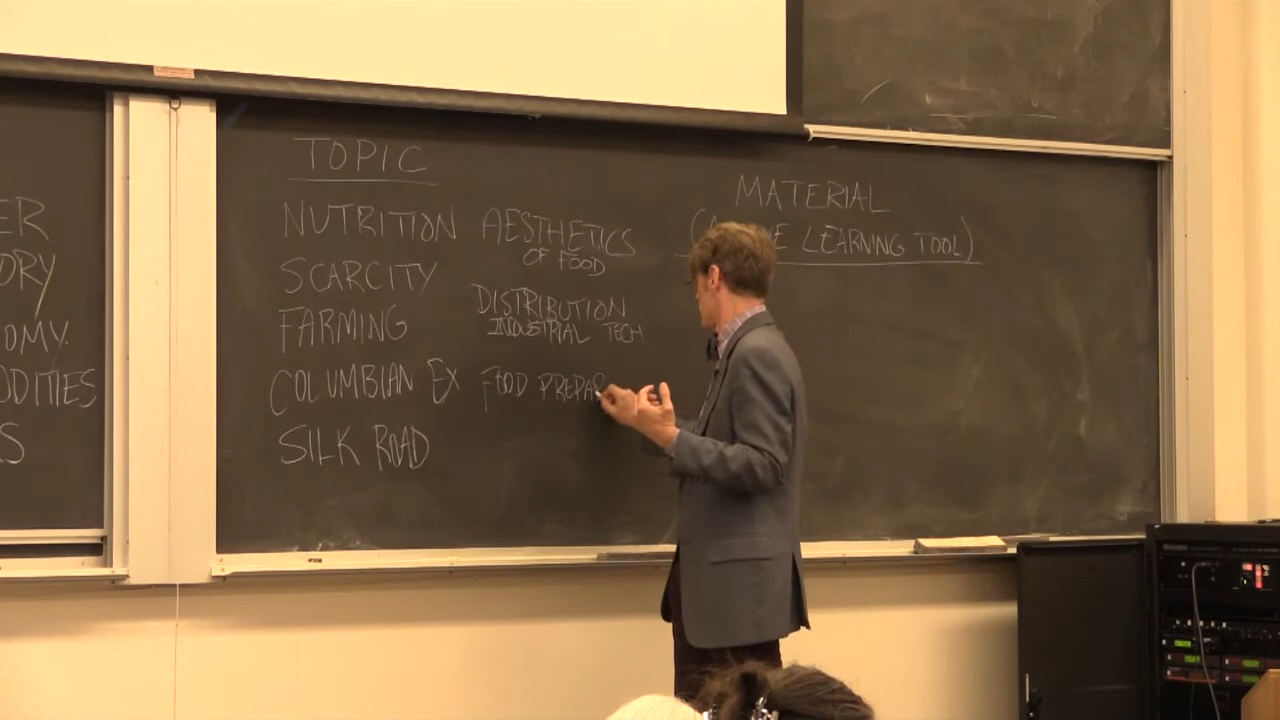 ER
ORY
OMY.
ODITIES
S
TOPIC
NUTRITION
SCARCITY
FARMING
COLUMBIAN EX
SILK ROAD
AESTHETICS
OF FOOD
DISTRIBUTION
INDUSTRIAL TECH
FOOD PREPA
MATERIAL
LEARNING TOOL)